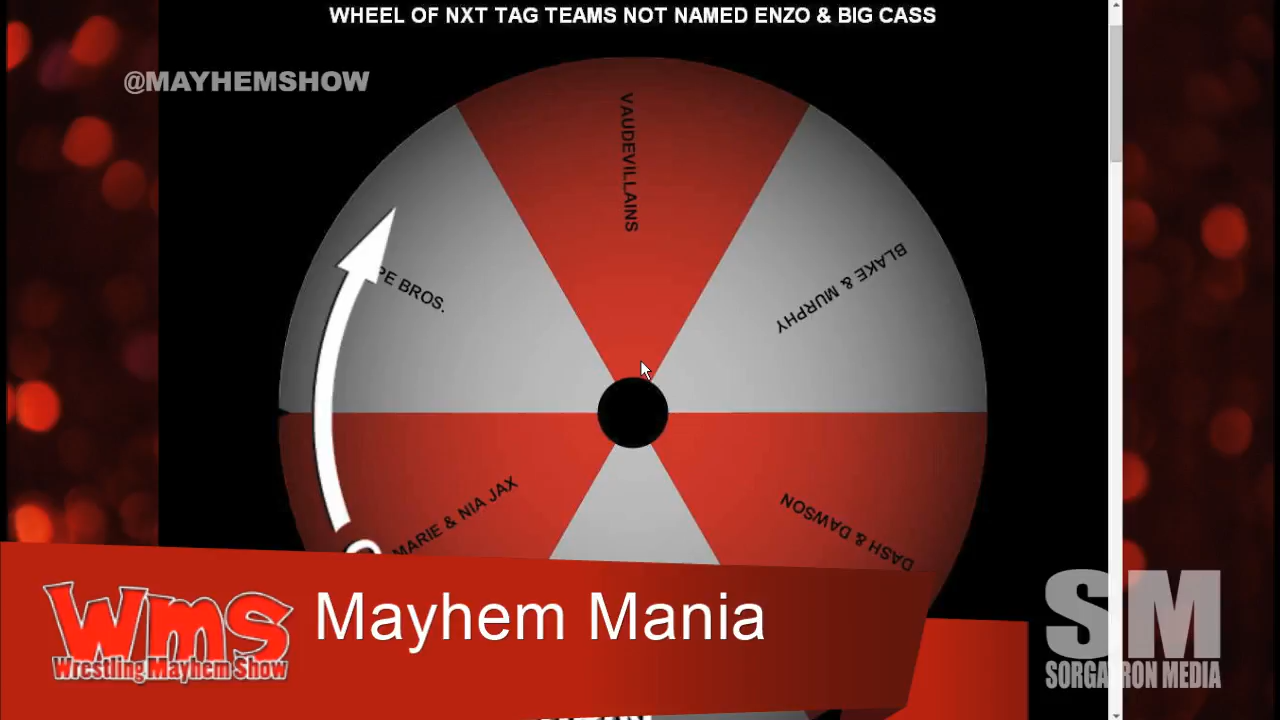 WHEEL OF NXT TAG TEAMS NOT NAMED ENZO & BIG CASS
@MAYHEMSHOW
VAUDEVILLAINS
BLAKE & MURPHY
PE BROS.
MARIE & NIA JAX
DASH & DAWSON
Wms
Wrestling Mayhem Show
Mayhem Mania
SM
SORGATRON MEDIA